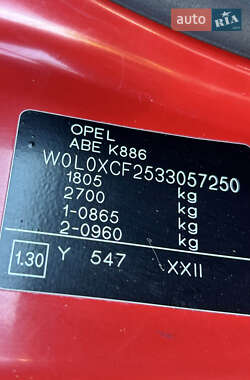 AUTO RIA
OPEL
ABE K886
W0L0XCF2533057250
1805 kg
2700 kg
1-0865 kg
2-0960 kg
1.30 Y 547 XXII